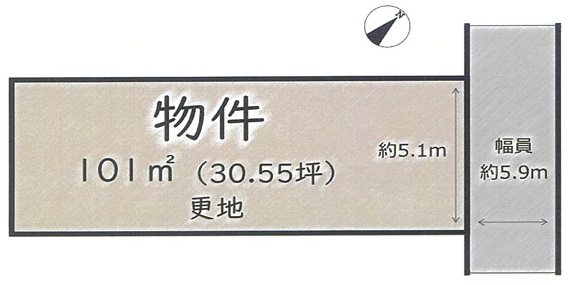 N
物件
101㎡（30.55坪）
更地
約5.1m
幅員
約5.9m